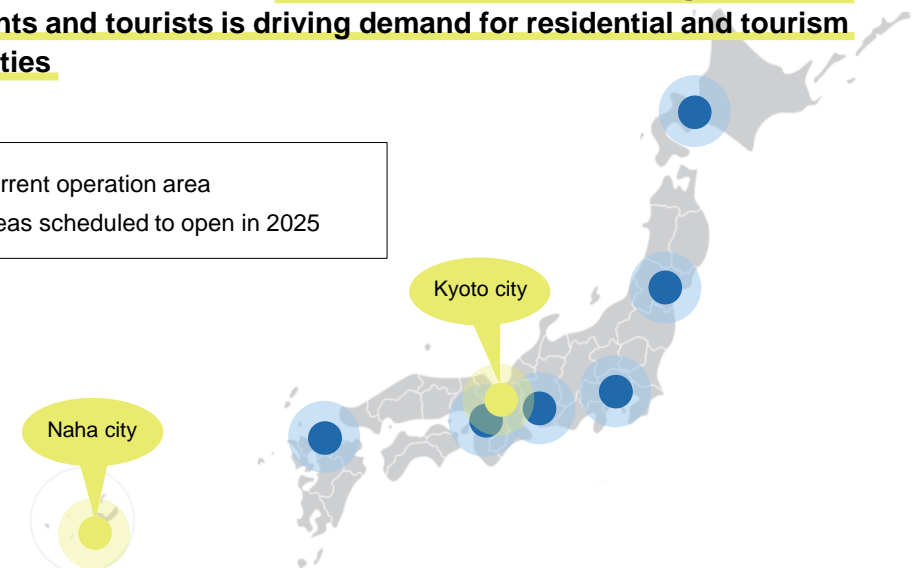 nts and tourists is driving demand for residential and tourism
ties
rrent operation area
eas scheduled to open in 2025
Kyoto city
Naha city